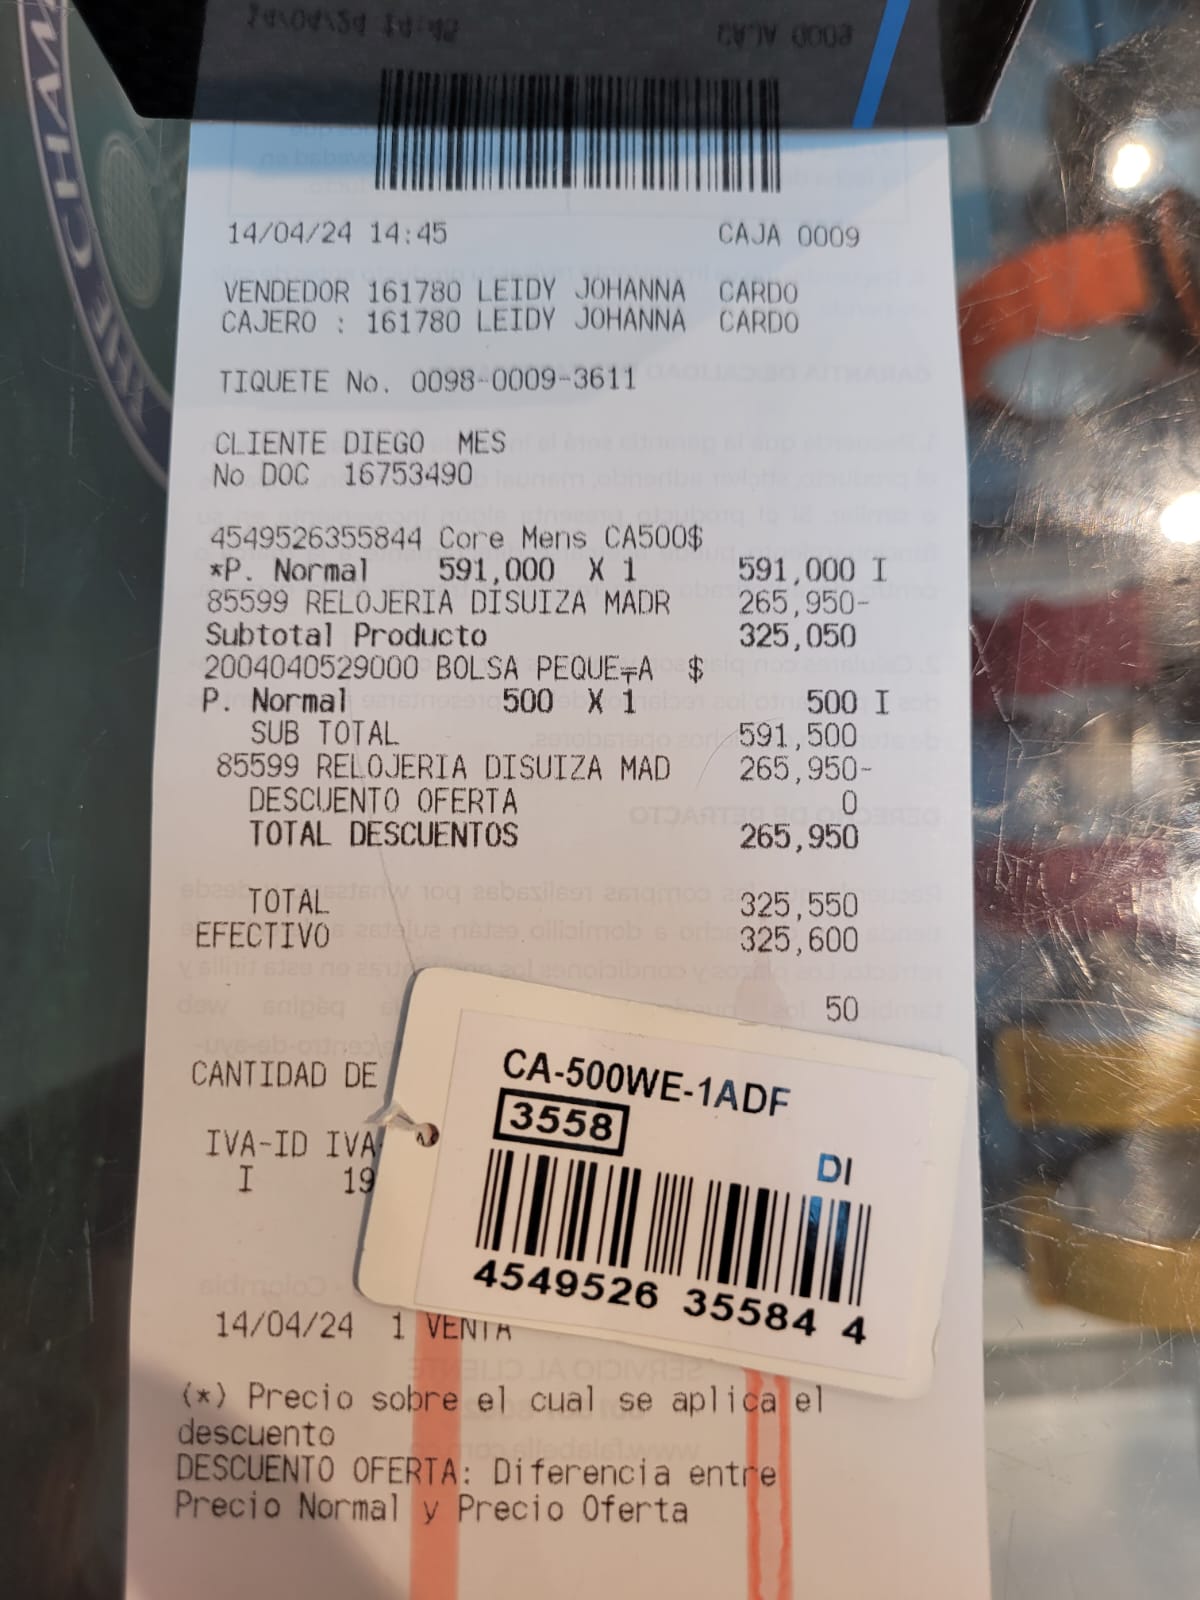 14/04/24 14:45 CAJA 0009
VENDEDOR 161780 LEIDY JOHANNA CARDO
CAJERO : 161780 LEIDY JOHANNA CARDO
TIQUETE No. 0098-0009-3611
CLIENTE DIEGO MES
No DOC 16753490
4549526355844 Core Mens CA500$
*P. Normal 591,000 X 1 591,000 I
85599 RELOJERIA DISUIZA MADR 265,950-
Subtotal Producto 325,050
2004040529000 BOLSA PEQUE╤A $
P. Normal 500 X 1 500 I
SUB TOTAL 591,500
85599 RELOJERIA DISUIZA MAD 265,950-
DESCUENTO OFERTA 0
TOTAL DESCUENTOS 265,950
TOTAL 325,550
EFECTIVO 325,600
50
CANTIDAD DE
IVA-ID IVA
I 19
CA-500WE-1ADF
3558
DI
4549526 35584 4
14/04/24 1 VENTA
(*) Precio sobre el cual se aplica el
descuento
DESCUENTO OFERTA: Diferencia entre
Precio Normal y Precio Oferta